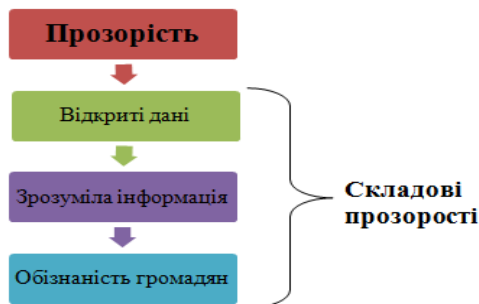 Прозорість
Відкриті дані
Зрозуміла інформація
Обізнаність громадян
Складові
прозорості